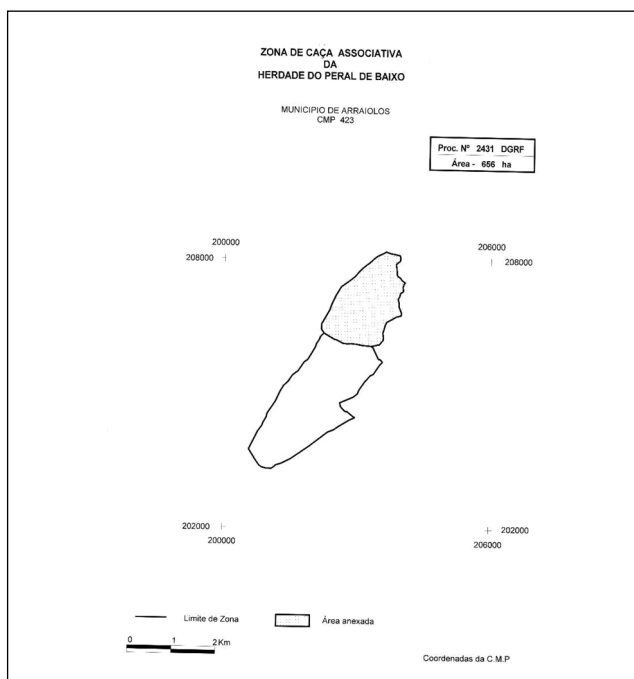 ZONA DE CAÇA ASSOCIATIVA
DA
HERDADE DO PERAL DE BAIXO
MUNICIPIO DE ARRAIOLOS
CMP 423
Proc. Nº 2431 DGRF
Área - 656 ha
200000
208000
206000
208000
202000
200000
202000
206000
Limite de Zona
Área anexada
0 1 2 Km
Coordenadas da C.M.P